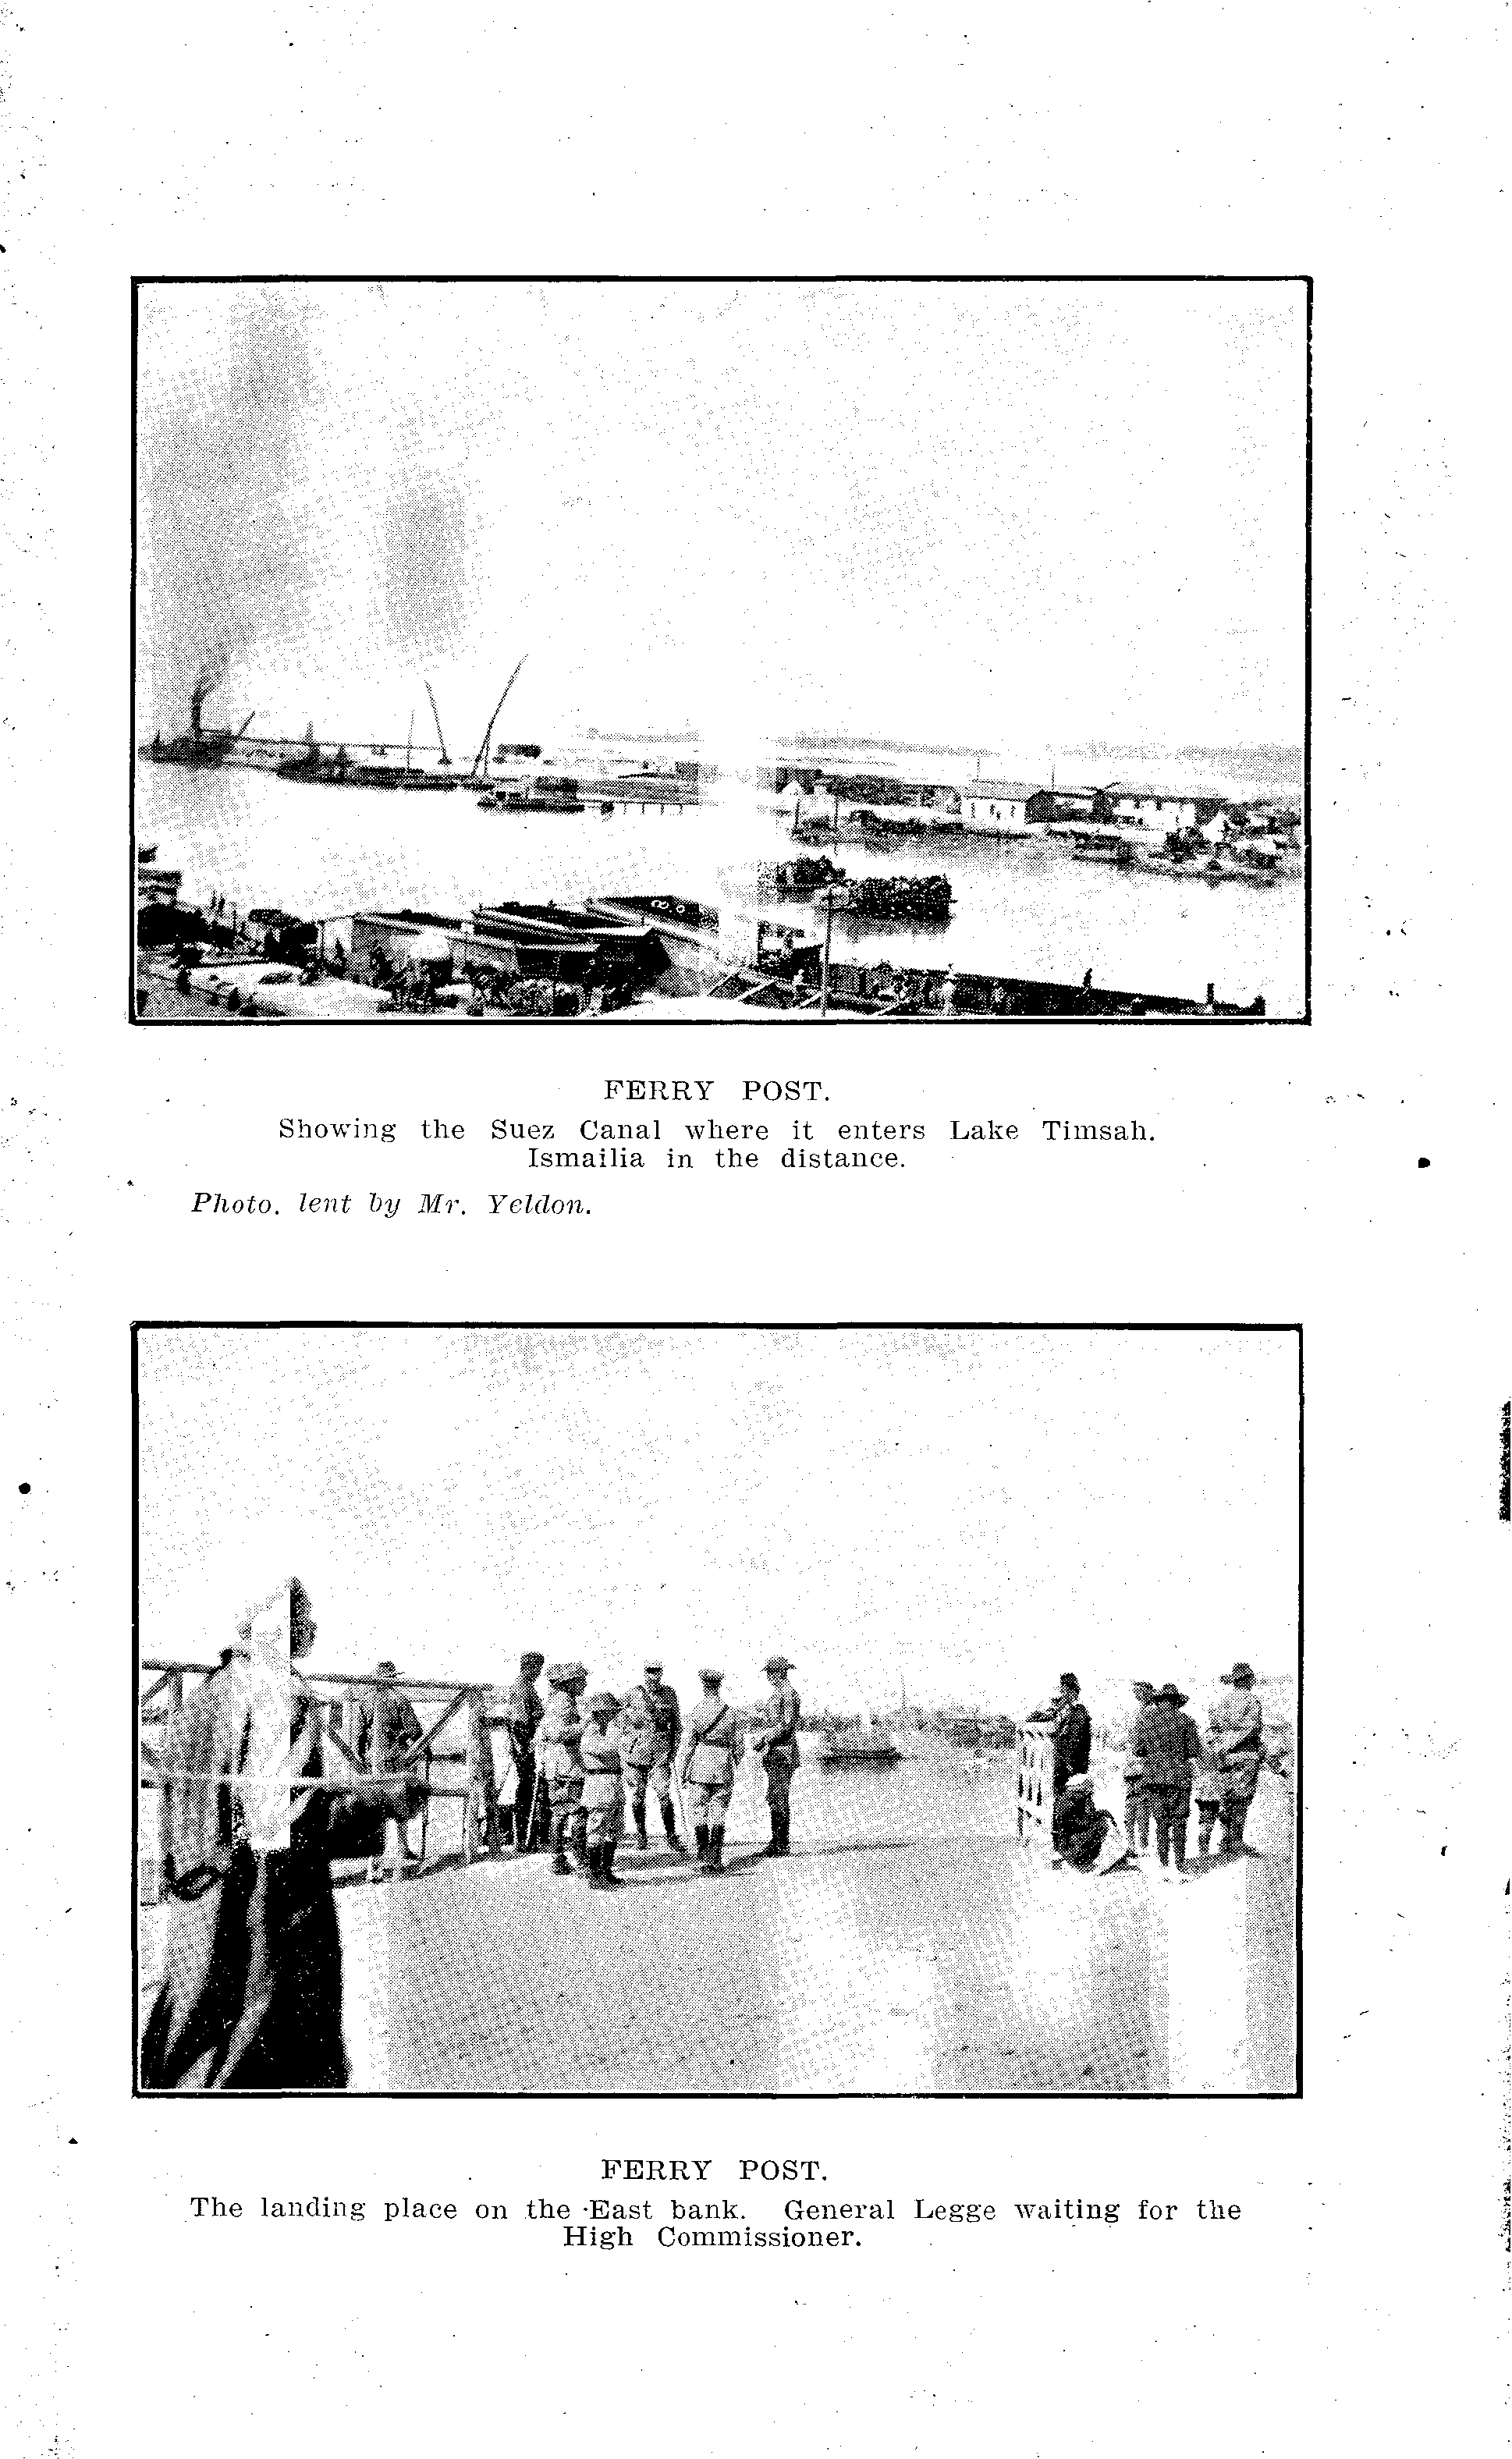 FERRY POST.
Showing the Suez Canal where it enters Lake Timsah.
Ismailia in the distance.
Photo. lent by Mr. Yeldon.
FERRY POST.
The landing place on the East bank. General Legge waiting for the
High Commissioner.